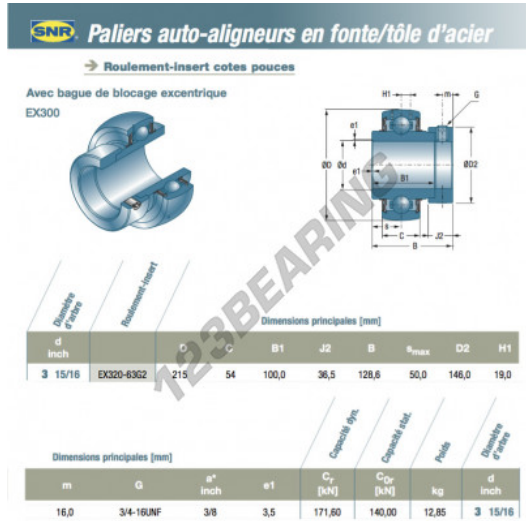 SNR Paliers auto-aligneurs en fonte/tôle d'acier
Roulement-insert cotes pouces
Avec bague de blocage excentrique
EX300
H1 m G
e1
ØD Ød ØD2
e1 B1
s
C J2
B
123BEARING
Diamètre d'arbre Roulement-insert Dimensions principales [mm]
d inch D C B1 J2 B smax D2 H1
3 15/16 EX320-63G2 215 54 100,0 36,5 128,6 50,0 146,0 19,0
Dimensions principales [mm] Capacité dyn. Capacité stat. Poids Diamètre d'arbre
m G a* inch e1 Cr [kN] C0r [kN] kg d inch
16,0 3/4-16UNF 3/8 3,5 171,60 140,00 12,85 3 15/16